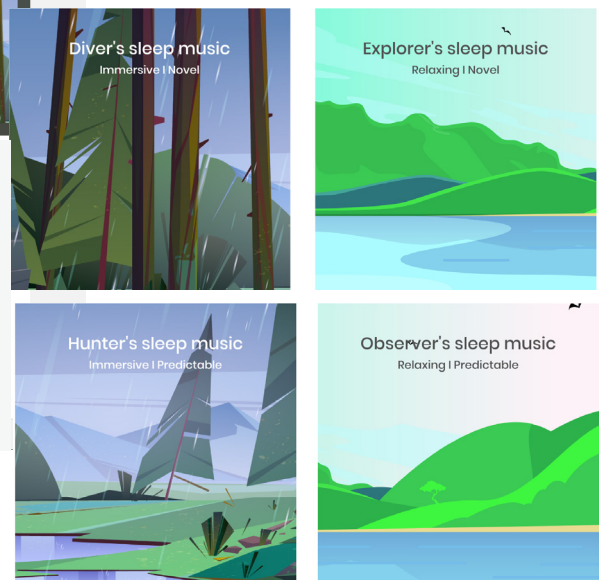 Diver's sleep music
Immersive I Novel
Explorer's sleep music
Relaxing I Novel
Hunter's sleep music
Immersive I Predictable
Observer's sleep music
Relaxing I Predictable